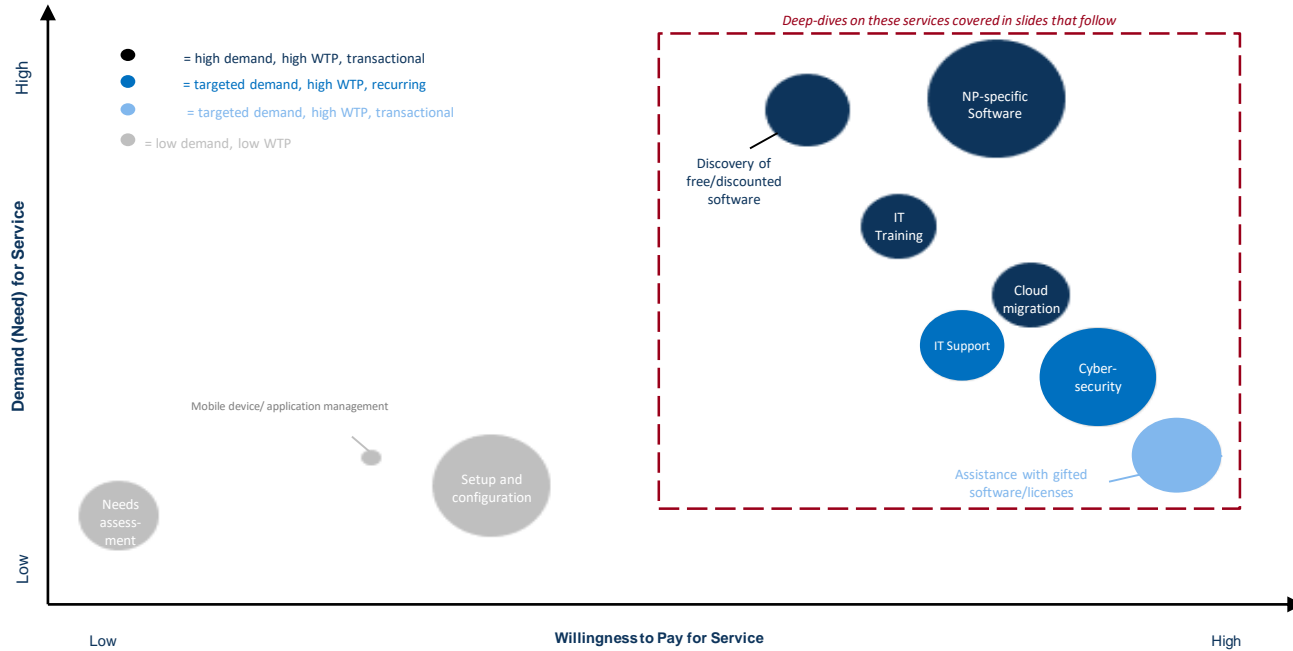 Deep-dives on these services covered in slides that follow
High
= high demand, high WTP, transactional
= targeted demand, high WTP, recurring
= targeted demand, high WTP, transactional
= low demand, low WTP
NP-specific
Software
Discovery of
free/discounted
software
IT
Training
Cloud
migration
IT Support
Cyber-
security
Demand (Need) for Service
Mobile device/ application management
Setup and
configuration
Needs
assess-
ment
Assistance with gifted
software/licenses
Low
Low
Willingness to Pay for Service
High